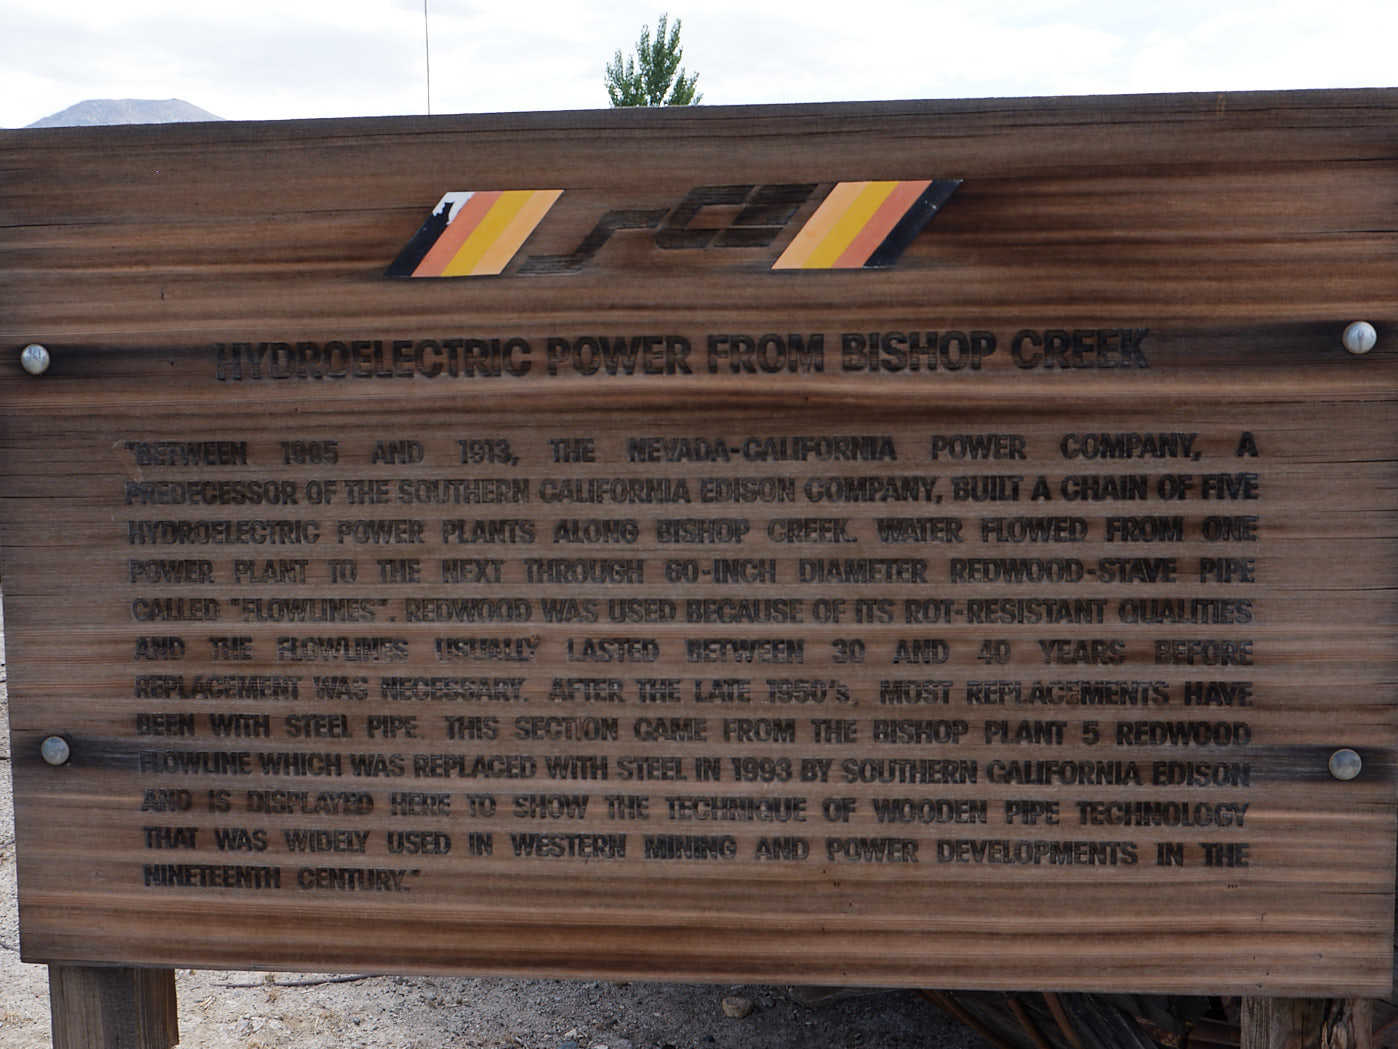 sce
HYDROELECTRIC POWER FROM BISHOP CREEK
"BETWEEN 1905 AND 1913, THE NEVADA-CALIFORNIA POWER COMPANY, A
PREDECESSOR OF THE SOUTHERN CALIFORNIA EDISON COMPANY, BUILT A CHAIN OF FIVE
HYDROELECTRIC POWER PLANTS ALONG BISHOP CREEK. WATER FLOWED FROM ONE
POWER PLANT TO THE NEXT THROUGH 60-INCH DIAMETER REDWOOD-STAVE PIPE
CALLED "FLOWLINES". REDWOOD WAS USED BECAUSE OF ITS ROT-RESISTANT QUALITIES
AND THE FLOWLINES USUALLY LASTED BETWEEN 30 AND 40 YEARS BEFORE
REPLACEMENT WAS NECESSARY. AFTER THE LATE 1950's, MOST REPLACEMENTS HAVE
BEEN WITH STEEL PIPE. THIS SECTION CAME FROM THE BISHOP PLANT 5 REDWOOD
FLOWLINE WHICH WAS REPLACED WITH STEEL IN 1993 BY SOUTHERN CALIFORNIA EDISON
AND IS DISPLAYED HERE TO SHOW THE TECHNIQUE OF WOODEN PIPE TECHNOLOGY
THAT WAS WIDELY USED IN WESTERN MINING AND POWER DEVELOPMENTS IN THE
NINETEENTH CENTURY."